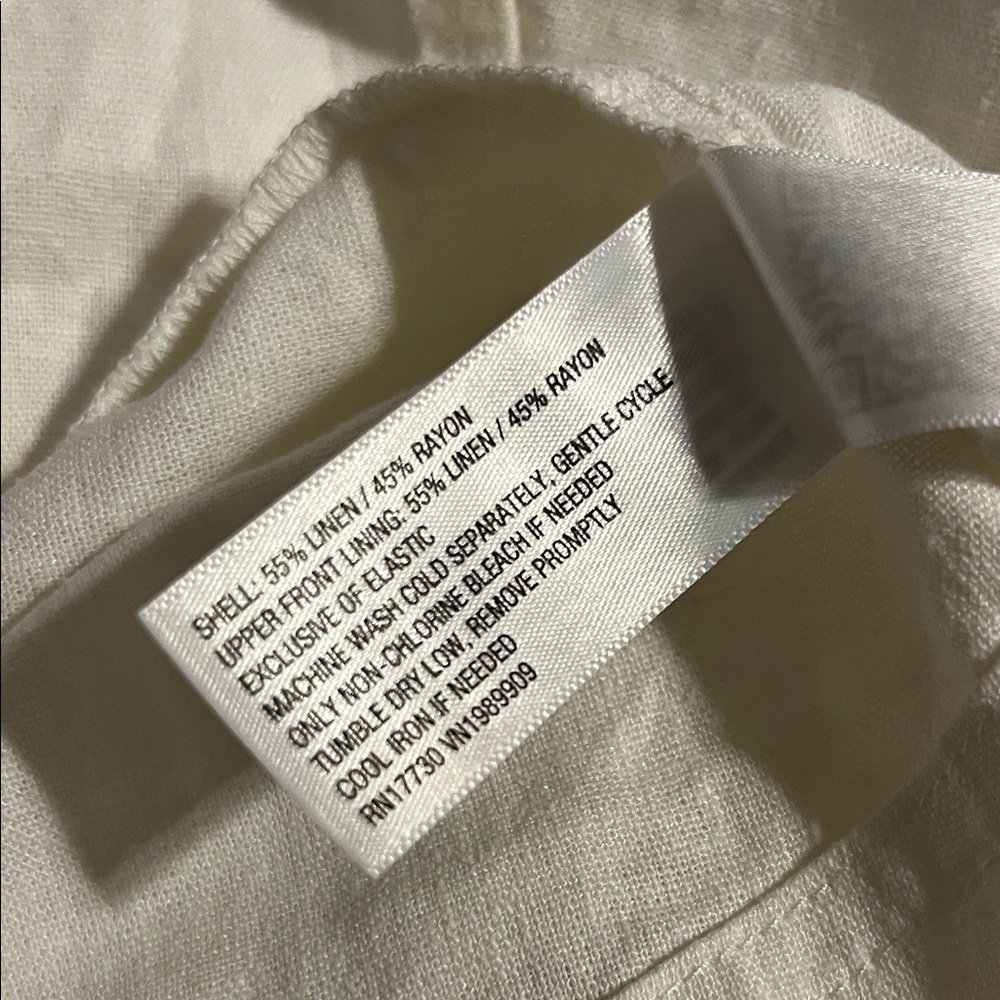 SHELL: 55% LINEN / 45% RAYON
UPPER FRONT LINING: 55% LINEN / 45% RAYON
EXCLUSIVE OF ELASTIC
MACHINE WASH COLD SEPARATELY, GENTLE CYCLE
ONLY NON-CHLORINE BLEACH IF NEEDED
TUMBLE DRY LOW, REMOVE PROMPTLY
COOL IRON IF NEEDED
RN17730 VN1989909